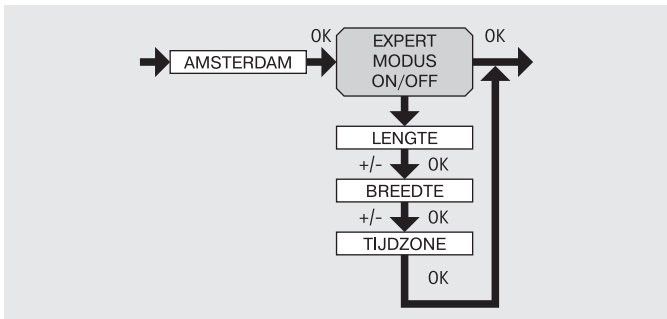 AMSTERDAM
OK
EXPERT
MODUS
ON/OFF
OK
LENGTE
+/- OK
BREEDTE
+/- OK
TIJDZONE
OK